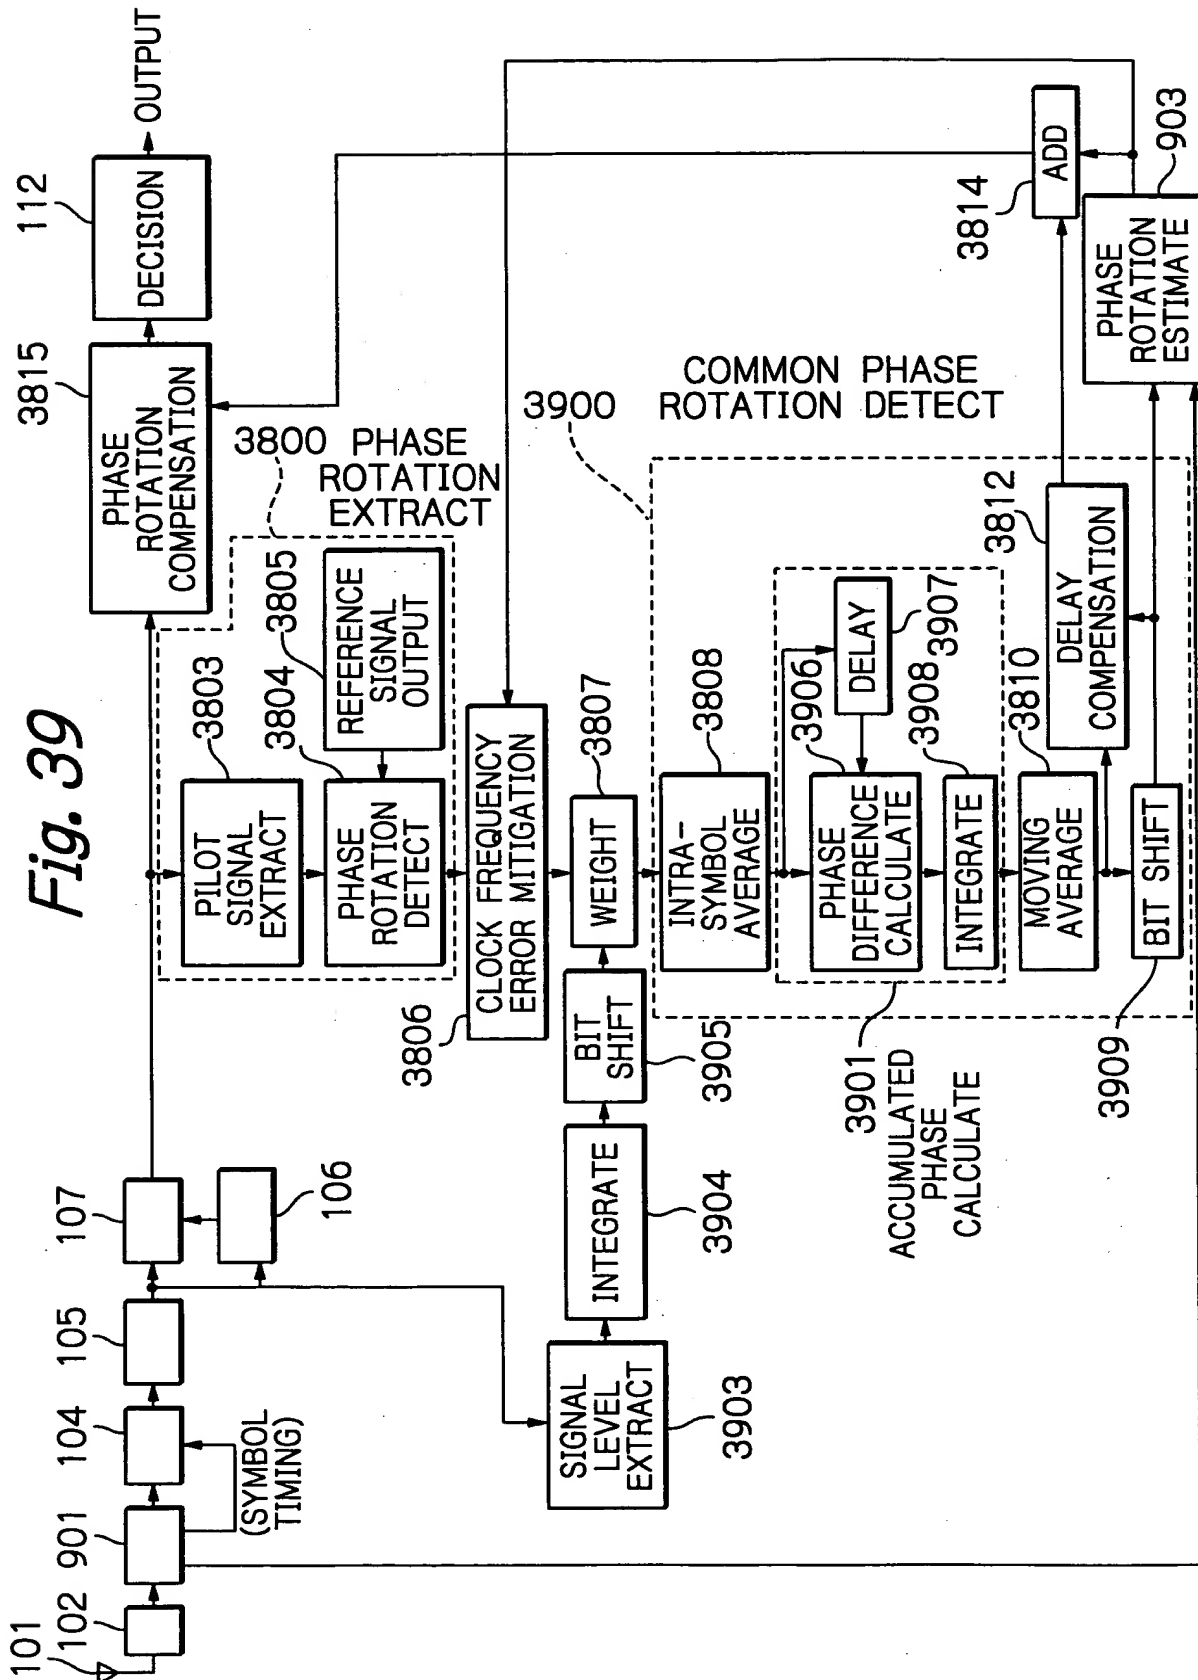 Fig. 39
101
102
901
(SYMBOL
TIMING)
104
105
107
106
3815
PHASE
ROTATION
COMPENSATION
112
DECISION
OUTPUT
3800
PHASE
ROTATION
EXTRACT
3803
PILOT
SIGNAL
EXTRACT
3804
PHASE
ROTATION
DETECT
3805
REFERENCE
SIGNAL
OUTPUT
3806
CLOCK FREQUENCY
ERROR MITIGATION
SIGNAL
LEVEL
EXTRACT
3903
INTEGRATE
3904
BIT
SHIFT
3905
WEIGHT
3807
3900
COMMON PHASE
ROTATION DETECT
INTRA-
SYMBOL
AVERAGE
3808
3901
ACCUMULATED
PHASE
CALCULATE
PHASE
DIFFERENCE
CALCULATE
3906
DELAY
3907
INTEGRATE
3908
MOVING
AVERAGE
3810
DELAY
COMPENSATION
3812
BIT SHIFT
3909
3814
ADD
PHASE
ROTATION
ESTIMATE
903